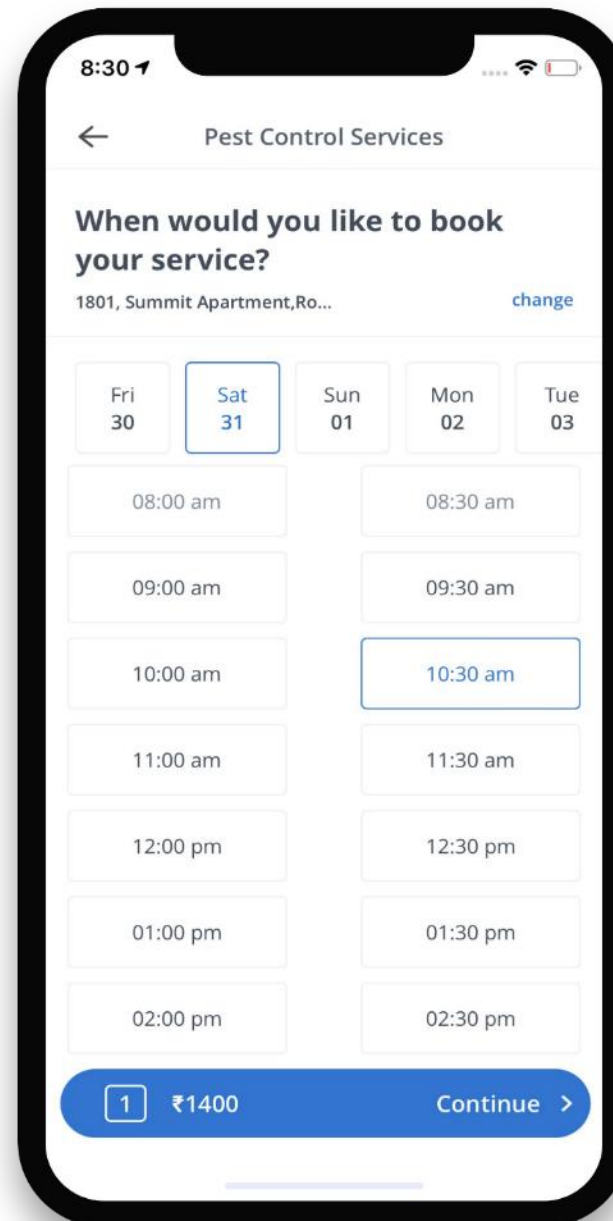 8:30
Pest Control Services
When would you like to book
your service?
1801, Summit Apartment,Ro...
change
Fri Sat Sun Mon Tue
30 31 01 02 03
08:00 am 08:30 am
09:00 am 09:30 am
10:00 am 10:30 am
11:00 am 11:30 am
12:00 pm 12:30 pm
01:00 pm 01:30 pm
02:00 pm 02:30 pm
1 ₹1400 Continue >